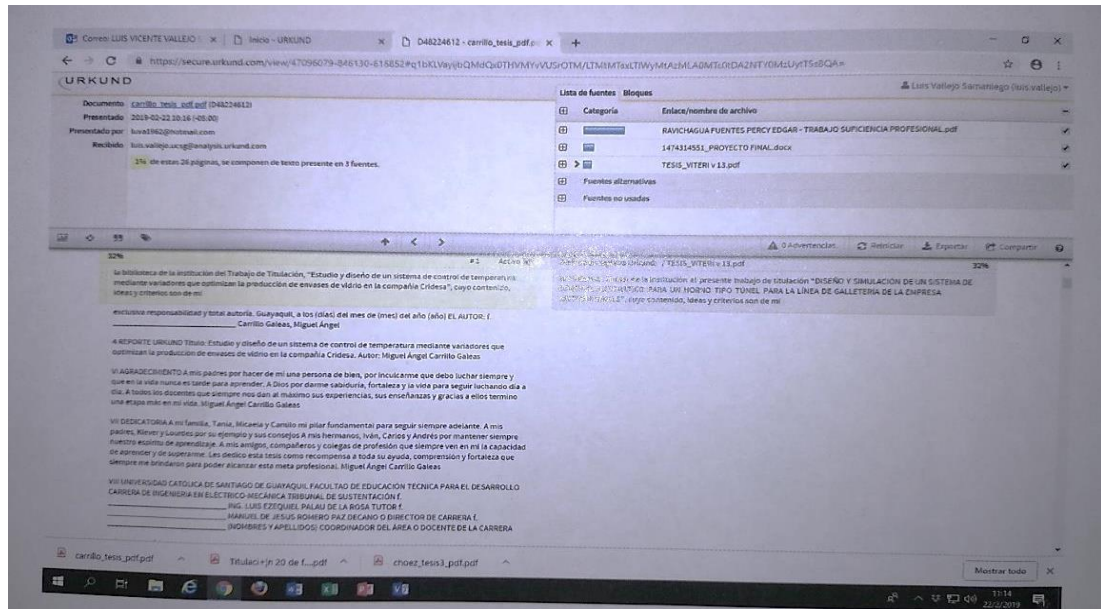 Correo: LUIS VICENTE VALLEJO
Inicio - URKUND
D48224612 - carrillo_tesis_pdf.p
URKUND
Documento carrillo_tesis_pdf.pdf (D48224612)
Presentado 2019-02-22 10:16 (-05:00)
Presentado por
Recibido luis.vallejo.ucsg@analysis.urkund.com
de estas 26 páginas, se componen de texto presente en 3 fuentes.
Lista de fuentes Bloques
Luis Vallejo Samaniego (luis.vallejo)
Categoría Enlace/nombre de archivo
RAVICHAGUA FUENTES PERCY EDGAR - TRABAJO SUFICIENCIA PROFESIONAL.pdf
1474314551_PROYECTO FINAL.docx
TESIS_VITERI v 13.pdf
Fuentes alternativas
Fuentes no usadas
0 Advertencias. Reiniciar Exportar Compartir
32% #1 Activo
la biblioteca de la institución del Trabajo de Titulación, "Estudio y diseño de un sistema de control de temperatura
mediante variadores que optimizan la producción de envases de vidrio en la compañía Cridesa", cuyo contenido,
ideas y criterios son de mi
exclusiva responsabilidad y total autoría. Guayaquil, a los (días) del mes de (mes) del año (año) EL AUTOR: f.
Carrillo Galeas, Miguel Ángel
4 REPORTE URKUND Título: Estudio y diseño de un sistema de control de temperatura mediante variadores que
optimizan la producción de envases de vidrio en la compañía Cridesa. Autor: Miguel Ángel Carrillo Galeas
VI AGRADECIMIENTO A mis padres por hacer de mi una persona de bien, por inculcarme que debo luchar siempre y
que en la vida nunca es tarde para aprender. A Dios por darme sabiduría, fortaleza y la vida para seguir luchando día a
día. A todos los docentes que siempre nos dan al máximo sus experiencias, sus enseñanzas y gracias a ellos termino
una etapa más en mi vida. Miguel Ángel Carrillo Galeas
VII DEDICATORIA A mi familia, Tania, Micaela y Camilo mi pilar fundamental para seguir siempre adelante. A mis
padres, Klever y Lourdes por su ejemplo y sus consejos A mis hermanos, Iván, Carlos y Andrés por mantener siempre
nuestro espíritu de aprendizaje. A mis amigos, compañeros y colegas de profesión que siempre ven en mi la capacidad
de aprender y de superarme. Les dedico esta tesis como recompensa a toda su ayuda, comprensión y fortaleza que
siempre me brindaron para poder alcanzar esta meta profesional. Miguel Ángel Carrillo Galeas
VIII UNIVERSIDAD CATÓLICA DE SANTIAGO DE GUAYAQUIL FACULTAD DE EDUCACIÓN TÉCNICA PARA EL DESARROLLO
CARRERA DE INGENIERÍA EN ELÉCTRICO-MECÁNICA TRIBUNAL DE SUSTENTACIÓN f.
ING. LUIS EZEQUIEL PALAU DE LA ROSA TUTOR f.
MANUEL DE JESUS ROMERO PAZ DECANO O DIRECTOR DE CARRERA f.
(NOMBRES Y APELLIDOS) COORDINADOR DEL ÁREA O DOCENTE DE LA CARRERA
TESIS_VITERI v 13.pdf 32%
la institución el presente trabajo de titulación "DISEÑO Y SIMULACIÓN DE UN SISTEMA DE
PARA UN HORNO TIPO TÚNEL PARA LA LÍNEA DE GALLETERÍA DE LA EMPRESA
cuyo contenido, ideas y criterios son de mi
carrillo_tesis_pdf.pdf
Titulaci+jn 20 de f....pdf
choez_tesis3_pdf.pdf
Mostrar todo
11:14
22/2/2019